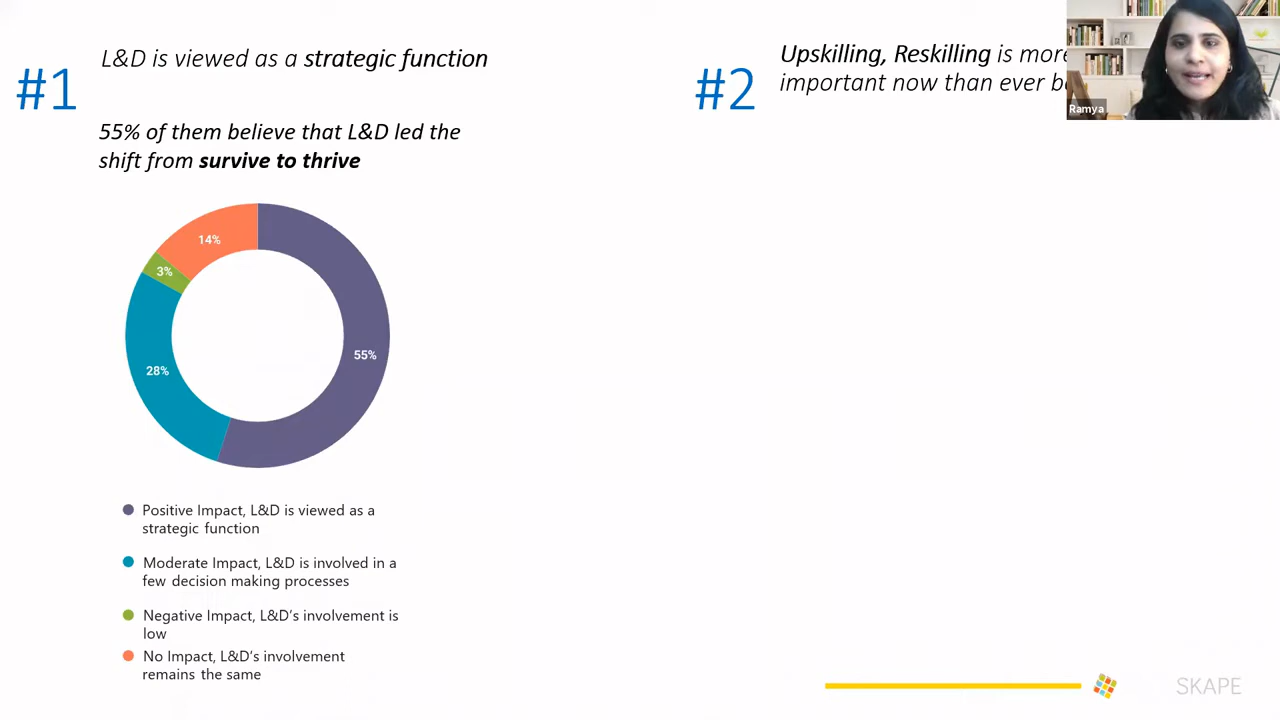 #1
L&D is viewed as a strategic function
55% of them believe that L&D led the
shift from survive to thrive
14%
3%
28%
55%
Positive Impact, L&D is viewed as a
strategic function
Moderate Impact, L&D is involved in a
few decision making processes
Negative Impact, L&D's involvement is
low
No Impact, L&D's involvement
remains the same
#2
Upskilling, Reskilling is more
important now than ever
Ramya
SKAPE